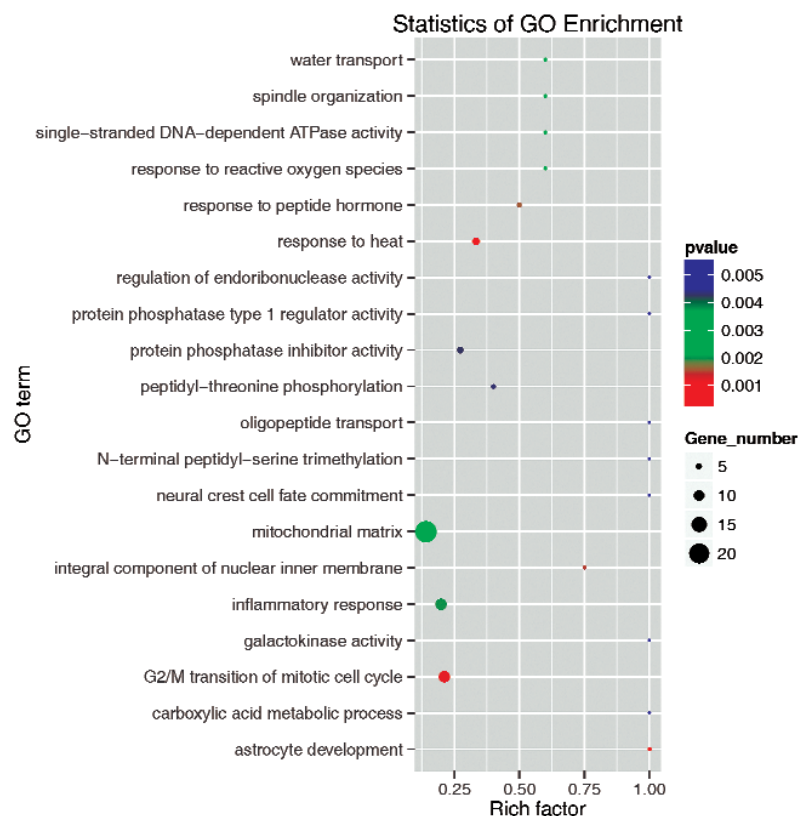 Statistics of GO Enrichment
water transport
spindle organization
single−stranded DNA−dependent ATPase activity
response to reactive oxygen species
response to peptide hormone
response to heat
regulation of endoribonuclease activity
protein phosphatase type 1 regulator activity
protein phosphatase inhibitor activity
peptidyl−threonine phosphorylation
oligopeptide transport
N−terminal peptidyl−serine trimethylation
neural crest cell fate commitment
mitochondrial matrix
integral component of nuclear inner membrane
inflammatory response
galactokinase activity
G2/M transition of mitotic cell cycle
carboxylic acid metabolic process
astrocyte development
GO term
0.25 0.50 0.75 1.00
Rich factor
pvalue
0.005
0.004
0.003
0.002
0.001
Gene_number
5
10
15
20